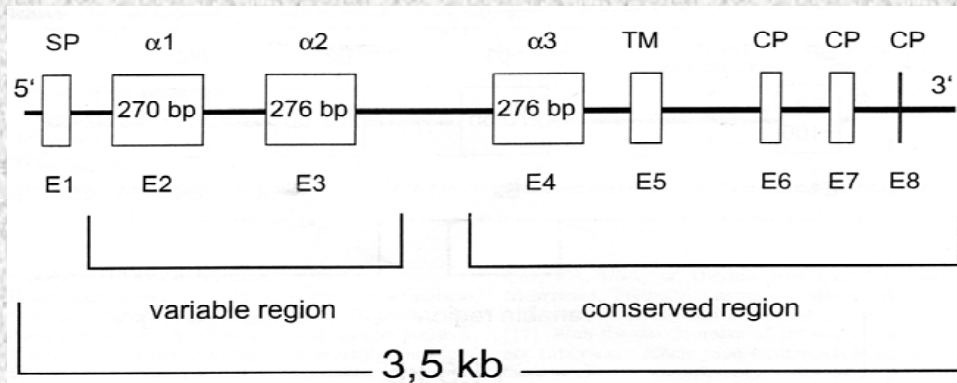 SP α1 α2 α3 TM CP CP CP
5‘ 3‘
270 bp 276 bp 276 bp
E1 E2 E3 E4 E5 E6 E7 E8
variable region conserved region
3,5 kb